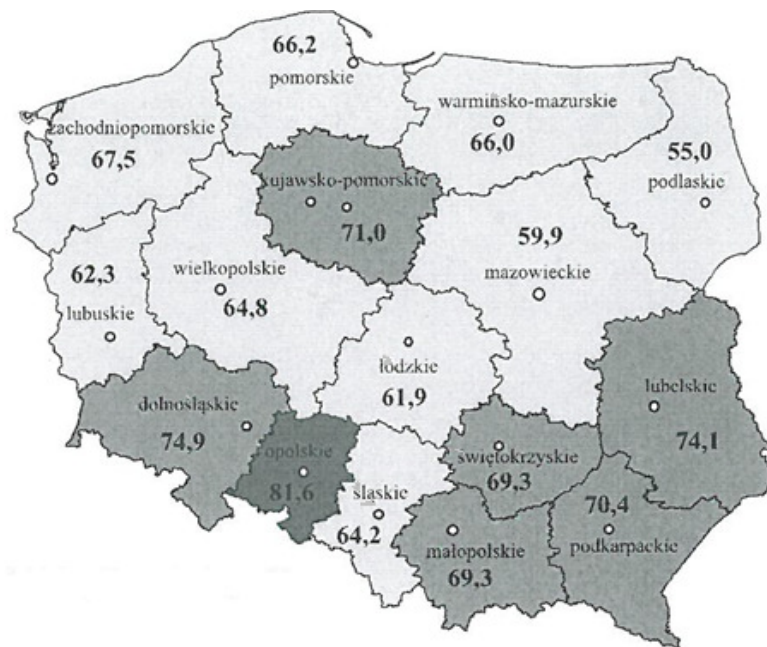 66,2
pomorskie
warmińsko-mazurskie
66,0
zachodniopomorskie
67,5
55,0
podlaskie
kujawsko-pomorskie
71,0
59,9
mazowieckie
62,3
lubuskie
wielkopolskie
64,8
łódzkie
61,9
lubelskie
74,1
dolnośląskie
74,9
opolskie
81,6
świętokrzyskie
69,3
śląskie
64,2
70,4
podkarpackie
małopolskie
69,3